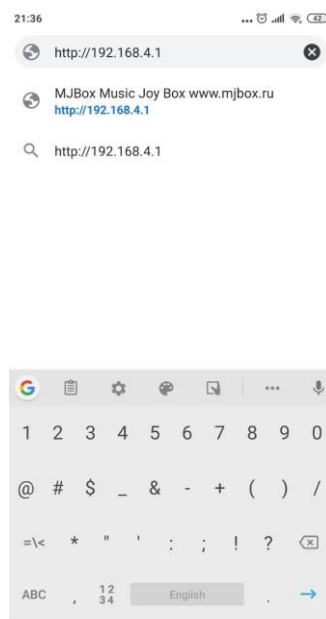 21:36 ... 42
http://192.168.4.1
MJBox Music Joy Box www.mjbox.ru
http://192.168.4.1
http://192.168.4.1
G ...
1 2 3 4 5 6 7 8 9 0
@ # $ _ & - + ( ) /
=\< * " ' : ; ! ?
ABC , 12 34 English .